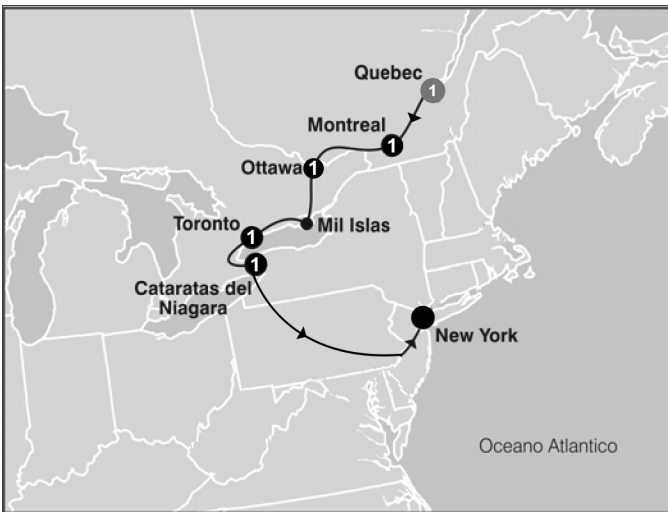 Quebec
1
Montreal
1
Ottawa
1
Toronto
1
Mil Islas
1
Cataratas del
Niagara
New York
Oceano Atlantico